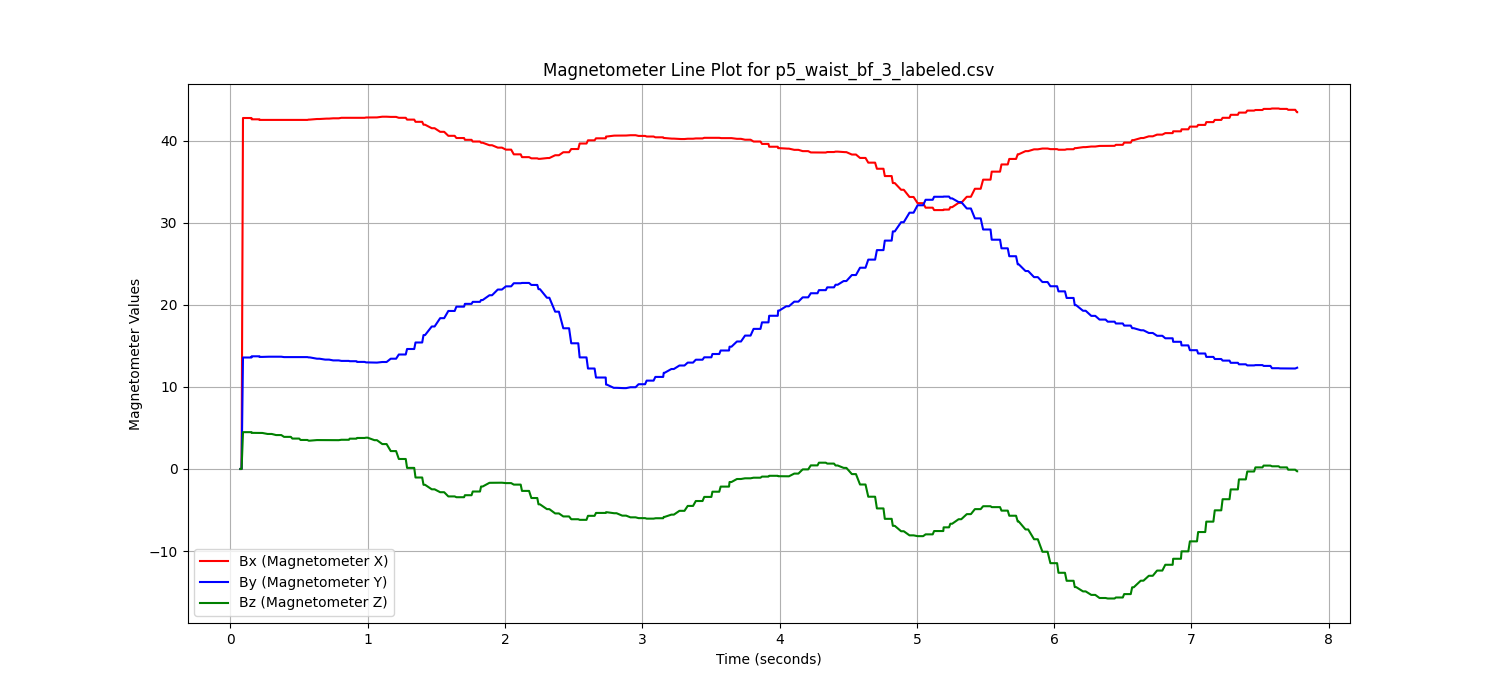 Magnetometer Line Plot for p5_waist_bf_3_labeled.csv
Magnetometer Values
40
30
20
10
0
−10
Bx (Magnetometer X)
By (Magnetometer Y)
Bz (Magnetometer Z)
0 1 2 3 4 5 6 7 8
Time (seconds)